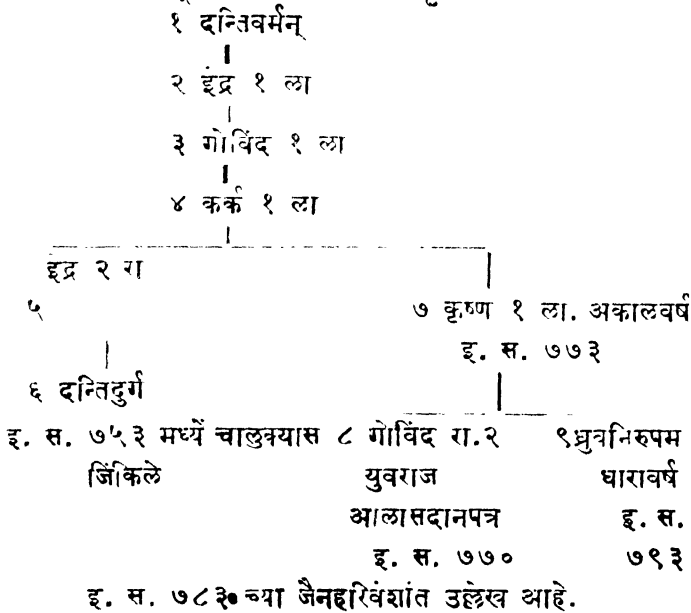 १ दन्तिवर्मन्
२ इंद्र १ ला
३ गोविंद १ ला
४ कर्क १ ला
इंद्र २ रा
५
७ कृष्ण १ ला. अकालवर्ष
इ. स. ७७३
६ दन्तिदुर्ग
इ. स. ७५३ मध्यें चालुक्यास ८ गोविंद रा.२ ९ध्रुवनिरुपम
जिंकिले युवराज धारावर्ष
आलासदानपत्र इ. स.
इ. स. ७७० ७९३
इ. स. ७८३ च्या जैनहरिवंशांत उल्लेख आहे.